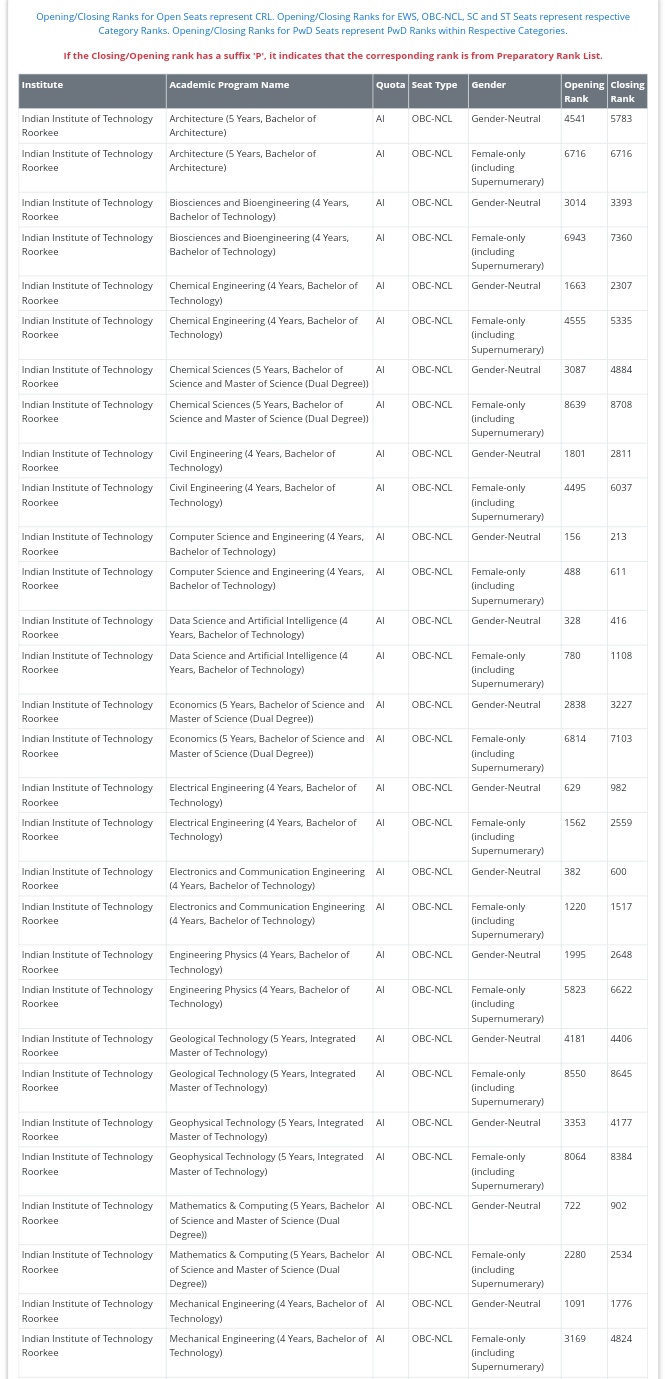 Opening/Closing Ranks for Open Seats represent CRL. Opening/Closing Ranks for EWS, OBC-NCL, SC and ST Seats represent respective
Category Ranks. Opening/Closing Ranks for PwD Seats represent PwD Ranks within Respective Categories.
If the Closing/Opening rank has a suffix 'P', it indicates that the corresponding rank is from Preparatory Rank List.
Institute Academic Program Name Quota Seat Type Gender Opening Closing
Rank Rank
Indian Institute of Technology Architecture (5 Years, Bachelor of AI OBC-NCL Gender-Neutral 4541 5783
Roorkee Architecture)
Indian Institute of Technology Architecture (5 Years, Bachelor of AI OBC-NCL Female-only 6716 6716
Roorkee Architecture) (including
Supernumerary)
Indian Institute of Technology Biosciences and Bioengineering (4 Years, AI OBC-NCL Gender-Neutral 3014 3393
Roorkee Bachelor of Technology)
Indian Institute of Technology Biosciences and Bioengineering (4 Years, AI OBC-NCL Female-only 6943 7360
Roorkee Bachelor of Technology) (including
Supernumerary)
Indian Institute of Technology Chemical Engineering (4 Years, Bachelor of AI OBC-NCL Gender-Neutral 1663 2307
Roorkee Technology)
Indian Institute of Technology Chemical Engineering (4 Years, Bachelor of AI OBC-NCL Female-only 4555 5335
Roorkee Technology) (including
Supernumerary)
Indian Institute of Technology Chemical Sciences (5 Years, Bachelor of AI OBC-NCL Gender-Neutral 3087 4884
Roorkee Science and Master of Science (Dual Degree))
Indian Institute of Technology Chemical Sciences (5 Years, Bachelor of AI OBC-NCL Female-only 8639 8708
Roorkee Science and Master of Science (Dual Degree)) (including
Supernumerary)
Indian Institute of Technology Civil Engineering (4 Years, Bachelor of AI OBC-NCL Gender-Neutral 1801 2811
Roorkee Technology)
Indian Institute of Technology Civil Engineering (4 Years, Bachelor of AI OBC-NCL Female-only 4495 6037
Roorkee Technology) (including
Supernumerary)
Indian Institute of Technology Computer Science and Engineering (4 Years, AI OBC-NCL Gender-Neutral 156 213
Roorkee Bachelor of Technology)
Indian Institute of Technology Computer Science and Engineering (4 Years, AI OBC-NCL Female-only 488 611
Roorkee Bachelor of Technology) (including
Supernumerary)
Indian Institute of Technology Data Science and Artificial Intelligence (4 AI OBC-NCL Gender-Neutral 328 416
Roorkee Years, Bachelor of Technology)
Indian Institute of Technology Data Science and Artificial Intelligence (4 AI OBC-NCL Female-only 780 1108
Roorkee Years, Bachelor of Technology) (including
Supernumerary)
Indian Institute of Technology Economics (5 Years, Bachelor of Science and AI OBC-NCL Gender-Neutral 2838 3227
Roorkee Master of Science (Dual Degree))
Indian Institute of Technology Economics (5 Years, Bachelor of Science and AI OBC-NCL Female-only 6814 7103
Roorkee Master of Science (Dual Degree)) (including
Supernumerary)
Indian Institute of Technology Electrical Engineering (4 Years, Bachelor of AI OBC-NCL Gender-Neutral 629 982
Roorkee Technology)
Indian Institute of Technology Electrical Engineering (4 Years, Bachelor of AI OBC-NCL Female-only 1562 2559
Roorkee Technology) (including
Supernumerary)
Indian Institute of Technology Electronics and Communication Engineering AI OBC-NCL Gender-Neutral 382 600
Roorkee (4 Years, Bachelor of Technology)
Indian Institute of Technology Electronics and Communication Engineering AI OBC-NCL Female-only 1220 1517
Roorkee (4 Years, Bachelor of Technology) (including
Supernumerary)
Indian Institute of Technology Engineering Physics (4 Years, Bachelor of AI OBC-NCL Gender-Neutral 1995 2648
Roorkee Technology)
Indian Institute of Technology Engineering Physics (4 Years, Bachelor of AI OBC-NCL Female-only 5823 6622
Roorkee Technology) (including
Supernumerary)
Indian Institute of Technology Geological Technology (5 Years, Integrated AI OBC-NCL Gender-Neutral 4181 4406
Roorkee Master of Technology)
Indian Institute of Technology Geological Technology (5 Years, Integrated AI OBC-NCL Female-only 8550 8645
Roorkee Master of Technology) (including
Supernumerary)
Indian Institute of Technology Geophysical Technology (5 Years, Integrated AI OBC-NCL Gender-Neutral 3353 4177
Roorkee Master of Technology)
Indian Institute of Technology Geophysical Technology (5 Years, Integrated AI OBC-NCL Female-only 8064 8384
Roorkee Master of Technology) (including
Supernumerary)
Indian Institute of Technology Mathematics & Computing (5 Years, Bachelor AI OBC-NCL Gender-Neutral 722 902
Roorkee of Science and Master of Science (Dual
Degree))
Indian Institute of Technology Mathematics & Computing (5 Years, Bachelor AI OBC-NCL Female-only 2280 2534
Roorkee of Science and Master of Science (Dual (including
Degree)) Supernumerary)
Indian Institute of Technology Mechanical Engineering (4 Years, Bachelor of AI OBC-NCL Gender-Neutral 1091 1776
Roorkee Technology)
Indian Institute of Technology Mechanical Engineering (4 Years, Bachelor of AI OBC-NCL Female-only 3169 4824
Roorkee Technology) (including
Supernumerary)